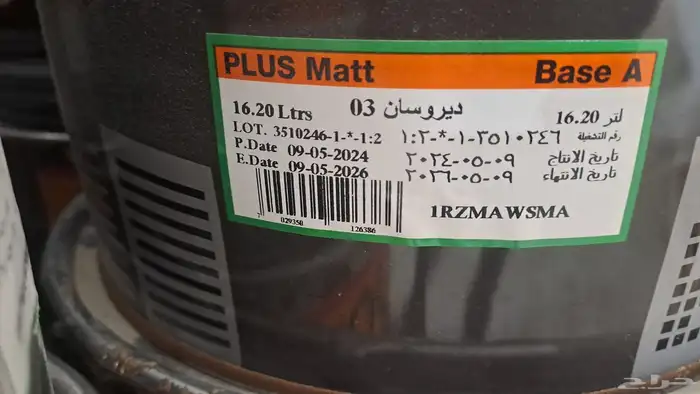 PLUS Matt Base A
16.20 Ltrs ديروسان 03 16.20 لتر
LOT. 3510246-1-*-1:2 رقم التشغيلة ٣٥١٠٢٤٦-١-*-١:٢
P.Date 09-05-2024 تاريخ الانتاج ٠٩-٠٥-٢٠٢٤
E.Date 09-05-2026 تاريخ الانتهاء ٠٩-٠٥-٢٠٢٦
7 029350 126386 1RZMAWSMA
حراج